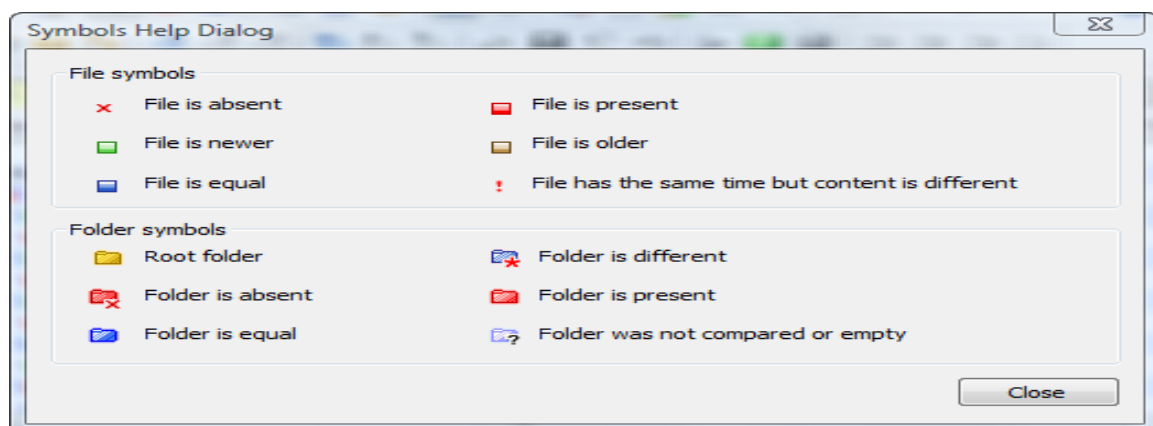 Symbols Help Dialog
File symbols
File is absent
File is present
File is newer
File is older
File is equal
File has the same time but content is different
Folder symbols
Root folder
Folder is different
Folder is absent
Folder is present
Folder is equal
Folder was not compared or empty
Close